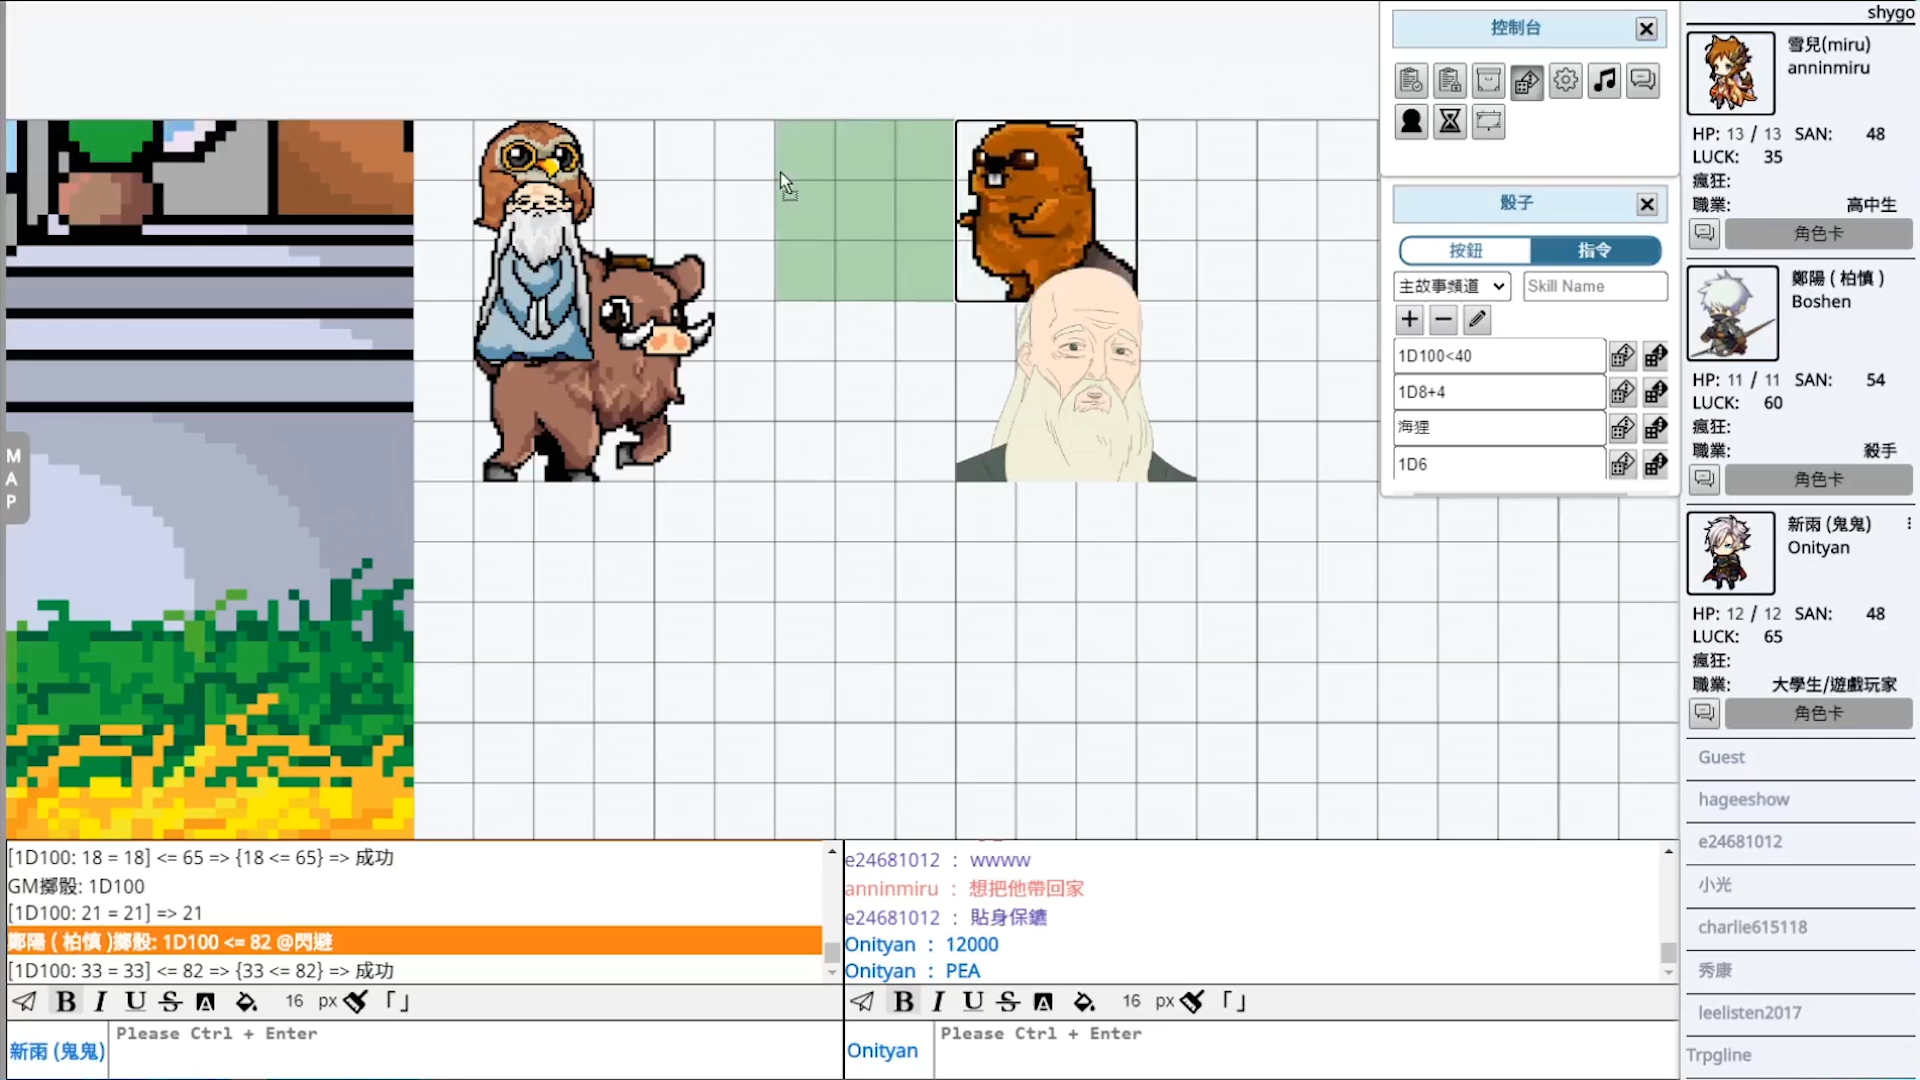 shygo
控制台
雪兒(miru)
anninmiru
HP: 13 / 13 SAN: 48
LUCK: 35
瘋狂:
職業: 高中生
角色卡
骰子
按鈕 指令
主故事頻道 Skill Name
1D100<40
1D8+4
海狸
1D6
鄭陽 ( 柏慎 )
Boshen
HP: 11 / 11 SAN: 54
LUCK: 60
瘋狂:
職業: 殺手
角色卡
新雨 (鬼鬼)
Onityan
HP: 12 / 12 SAN: 48
LUCK: 65
瘋狂:
職業: 大學生/遊戲玩家
角色卡
Guest
hageeshow
e24681012
小光
charlie615118
秀康
leelisten2017
Trpgline
MAP
[1D100: 18 = 18] <= 65 => {18 <= 65} => 成功
GM擲骰: 1D100
[1D100: 21 = 21] => 21
鄭陽 ( 柏慎 )擲骰: 1D100 <= 82 @閃避
[1D100: 33 = 33] <= 82 => {33 <= 82} => 成功
B I U S A 16 px 「」
新雨 (鬼鬼) Please Ctrl + Enter
e24681012 : wwww
anninmiru : 想把他帶回家
e24681012 : 貼身保鑣
Onityan : 12000
Onityan : PEA
B I U S A 16 px 「」
Onityan Please Ctrl + Enter